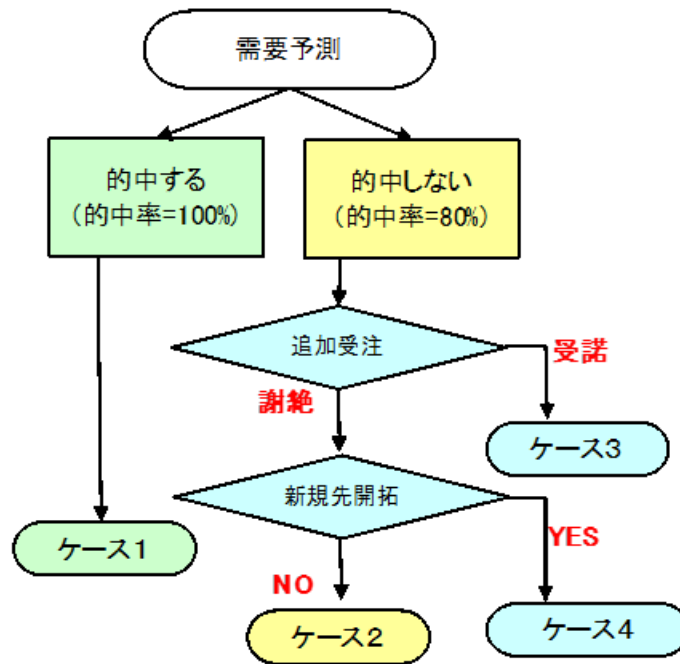 需要予測
的中する
（的中率=100%）
的中しない
（的中率=80%）
追加受注
受諾
謝絶
ケース3
新規先開拓
YES
ケース1
NO
ケース2
ケース4